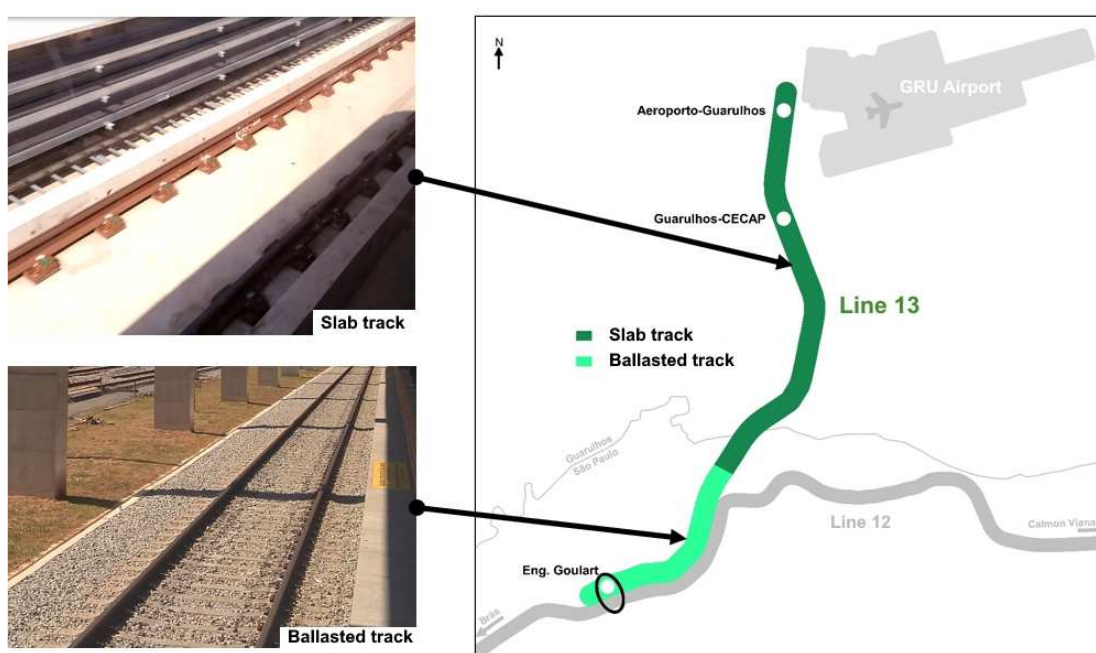 Slab track
Ballasted track
N
GRU Airport
Aeroporto-Guarulhos
Guarulhos-CECAP
Line 13
Slab track
Ballasted track
Guarulhos
São Paulo
Line 12
Calmon Viana
Eng. Goulart
Brás